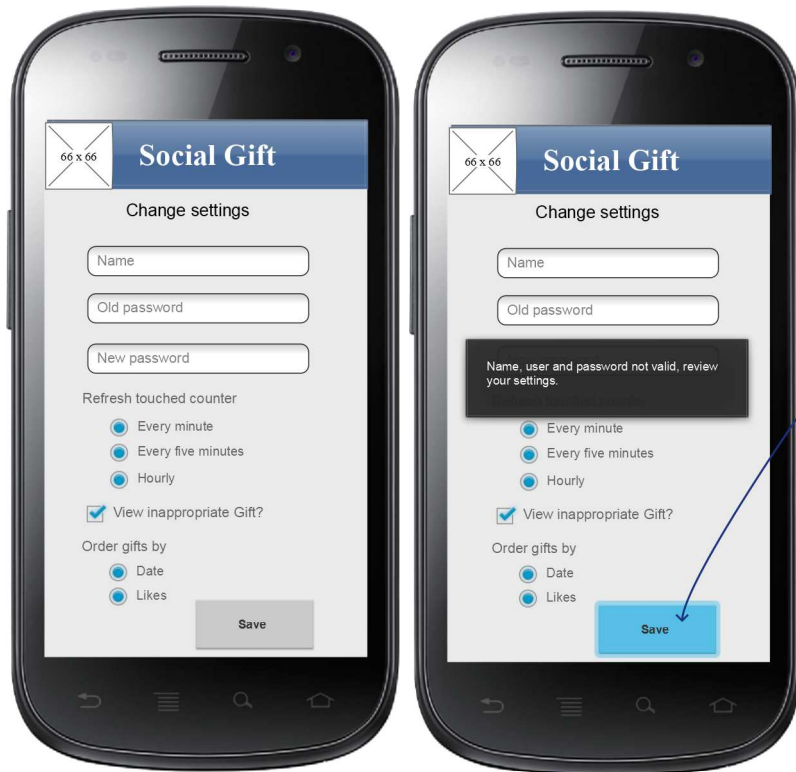 66 x 66
Social Gift
Change settings
Name
Old password
New password
Refresh touched counter
Every minute
Every five minutes
Hourly
View inappropriate Gift?
Order gifts by
Date
Likes
Save
66 x 66
Social Gift
Change settings
Name
Old password
Name, user and password not valid, review
your settings.
Every minute
Every five minutes
Hourly
View inappropriate Gift?
Order gifts by
Date
Likes
Save